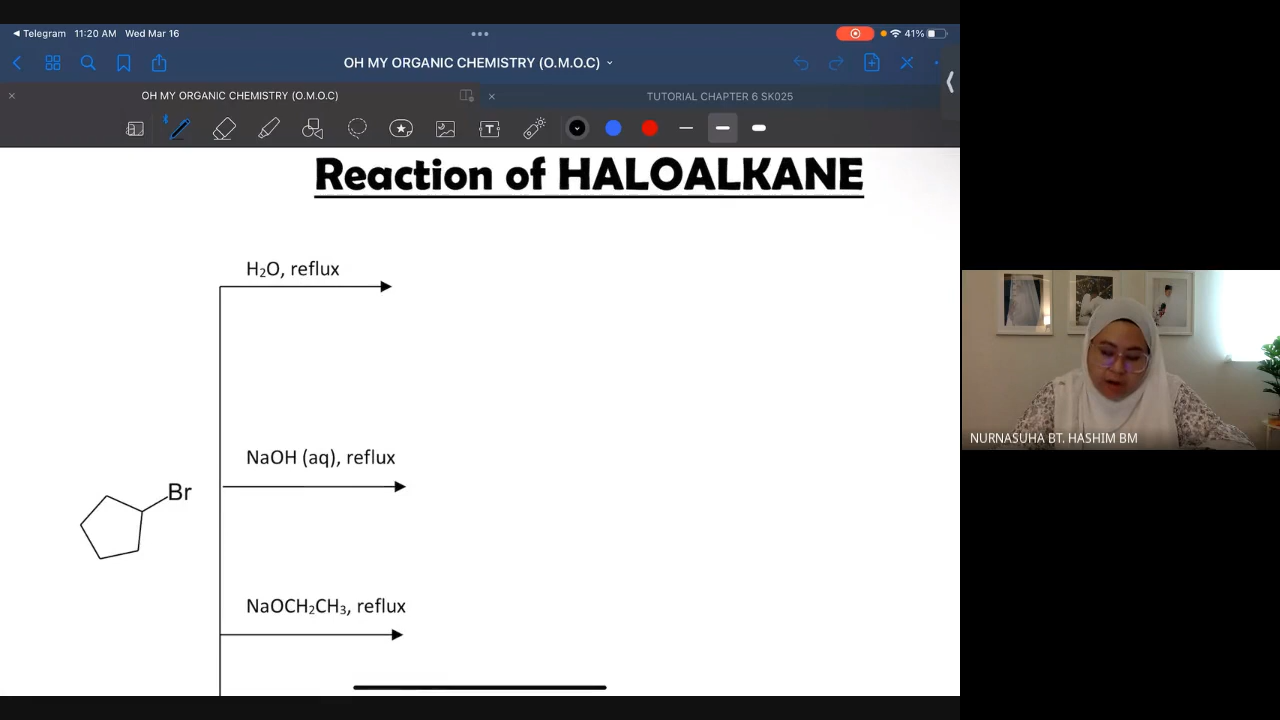 Telegram 11:20 AM Wed Mar 16
41%
OH MY ORGANIC CHEMISTRY (O.M.O.C)
OH MY ORGANIC CHEMISTRY (O.M.O.C)
TUTORIAL CHAPTER 6 SK025
Reaction of HALOALKANE
H₂O, reflux
NaOH (aq), reflux
Br
NaOCH₂CH₃, reflux
NURNASUHA BT. HASHIM BM